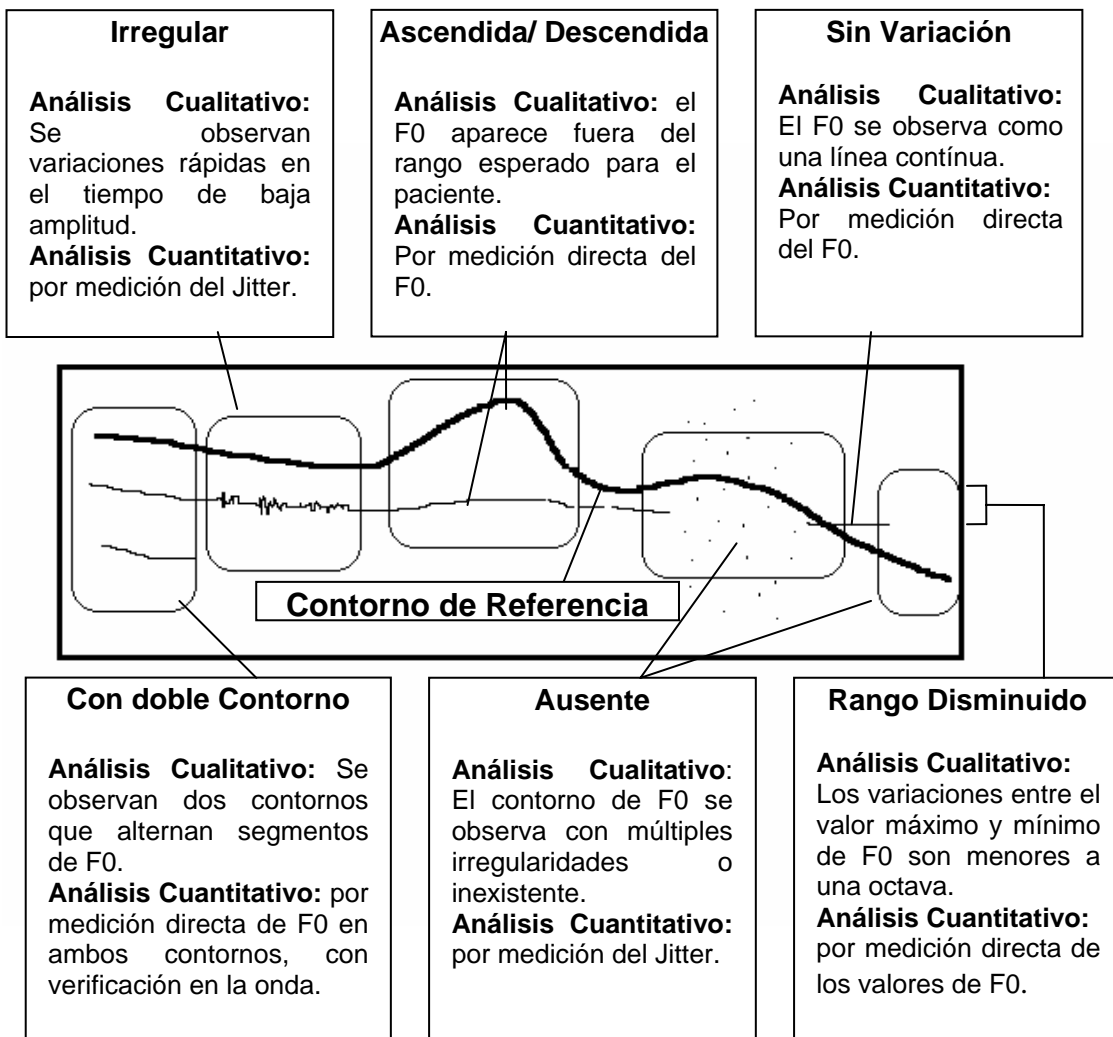 Irregular
Análisis Cualitativo:
Se observan
variaciones rápidas en
el tiempo de baja
amplitud.
Análisis Cuantitativo:
por medición del Jitter.
Ascendida/ Descendida
Análisis Cualitativo: el
F0 aparece fuera del
rango esperado para el
paciente.
Análisis Cuantitativo:
Por medición directa del
F0.
Sin Variación
Análisis Cualitativo:
El F0 se observa como
una línea contínua.
Análisis Cuantitativo:
Por medición directa
del F0.
Contorno de Referencia
Con doble Contorno
Análisis Cualitativo: Se
observan dos contornos
que alternan segmentos
de F0.
Análisis Cuantitativo: por
medición directa de F0 en
ambos contornos, con
verificación en la onda.
Ausente
Análisis Cualitativo:
El contorno de F0 se
observa con múltiples
irregularidades o
inexistente.
Análisis Cuantitativo:
por medición del Jitter.
Rango Disminuido
Análisis Cualitativo:
Los variaciones entre el
valor máximo y mínimo
de F0 son menores a
una octava.
Análisis Cuantitativo:
por medición directa de
los valores de F0.